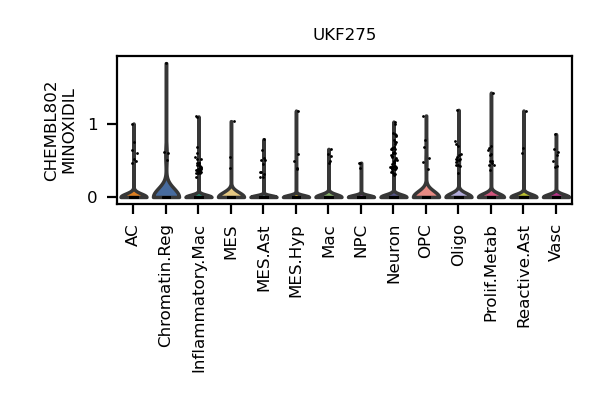 UKF275
CHEMBL802
MINOXIDIL
1
0
AC
Chromatin.Reg
Inflammatory.Mac
MES
MES.Ast
MES.Hyp
Mac
NPC
Neuron
OPC
Oligo
Prolif.Metab
Reactive.Ast
Vasc